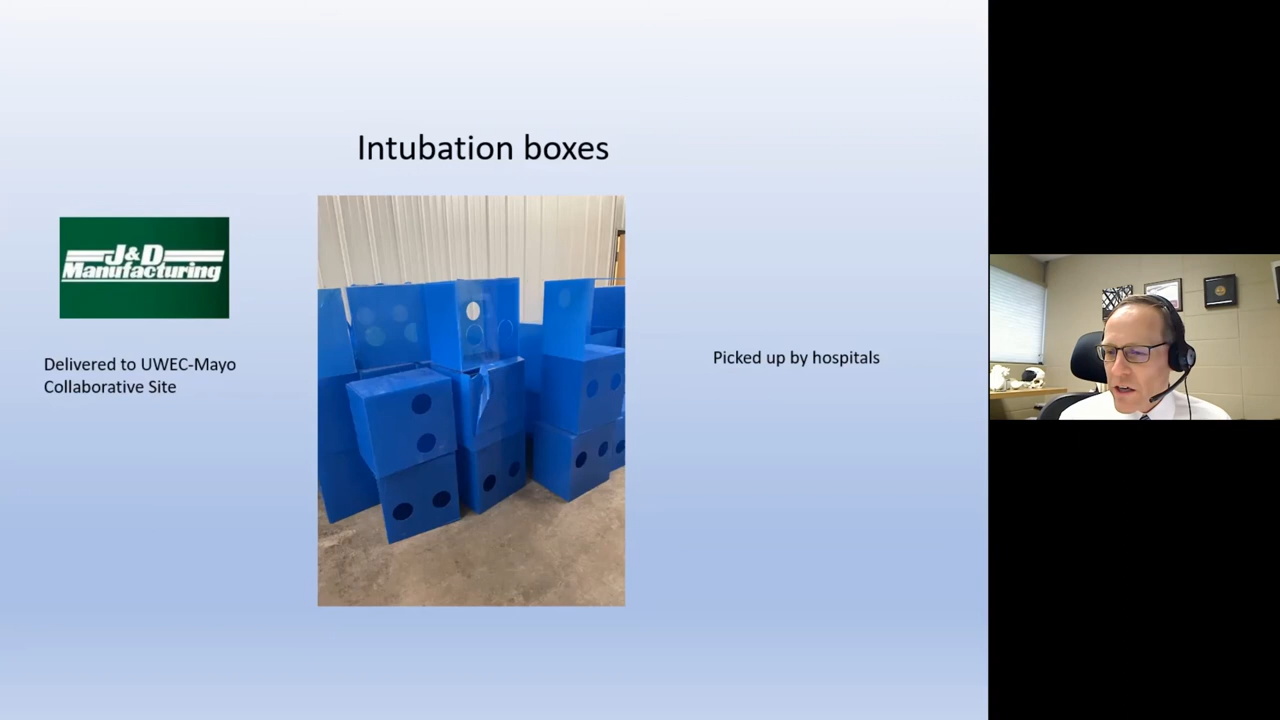 Intubation boxes
J&D
Manufacturing
Delivered to UWEC-Mayo
Collaborative Site
Picked up by hospitals